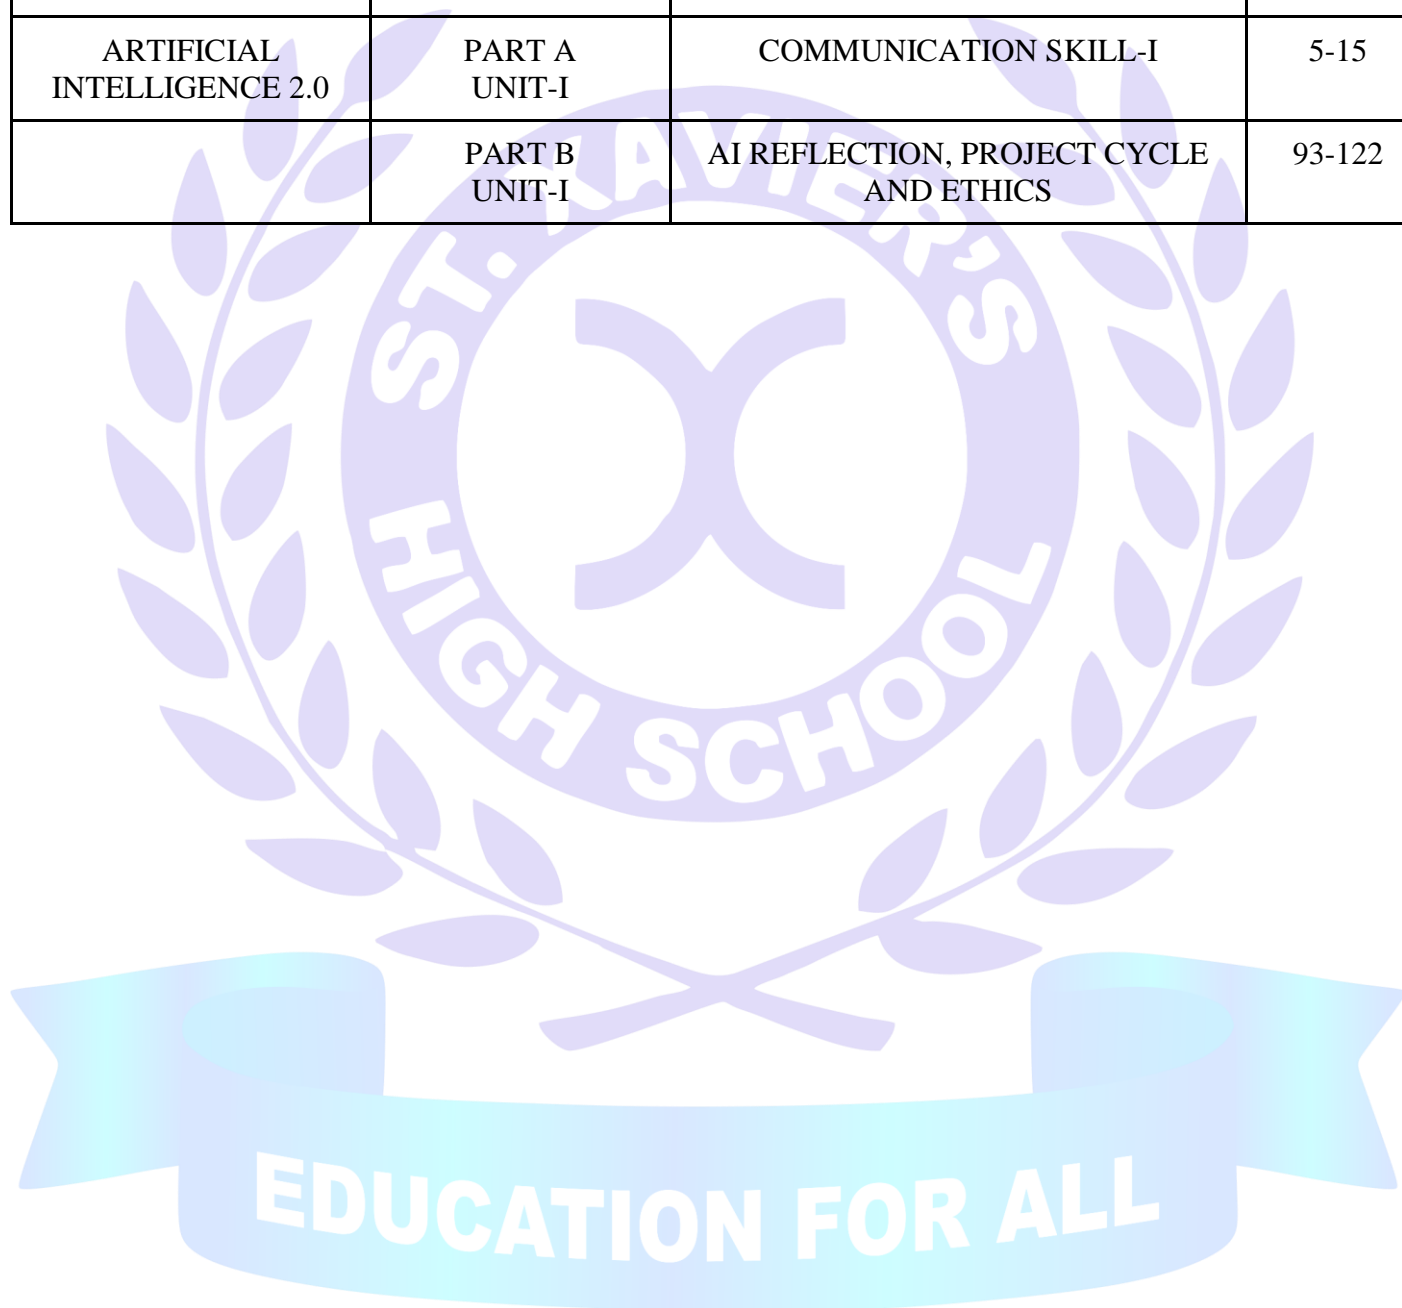 ARTIFICIAL
INTELLIGENCE 2.0
PART A
UNIT-I
COMMUNICATION SKILL-I
5-15
PART B
UNIT-I
AI REFLECTION, PROJECT CYCLE
AND ETHICS
93-122
ST. XAVIER'S
HIGH SCHOOL
EDUCATION FOR ALL